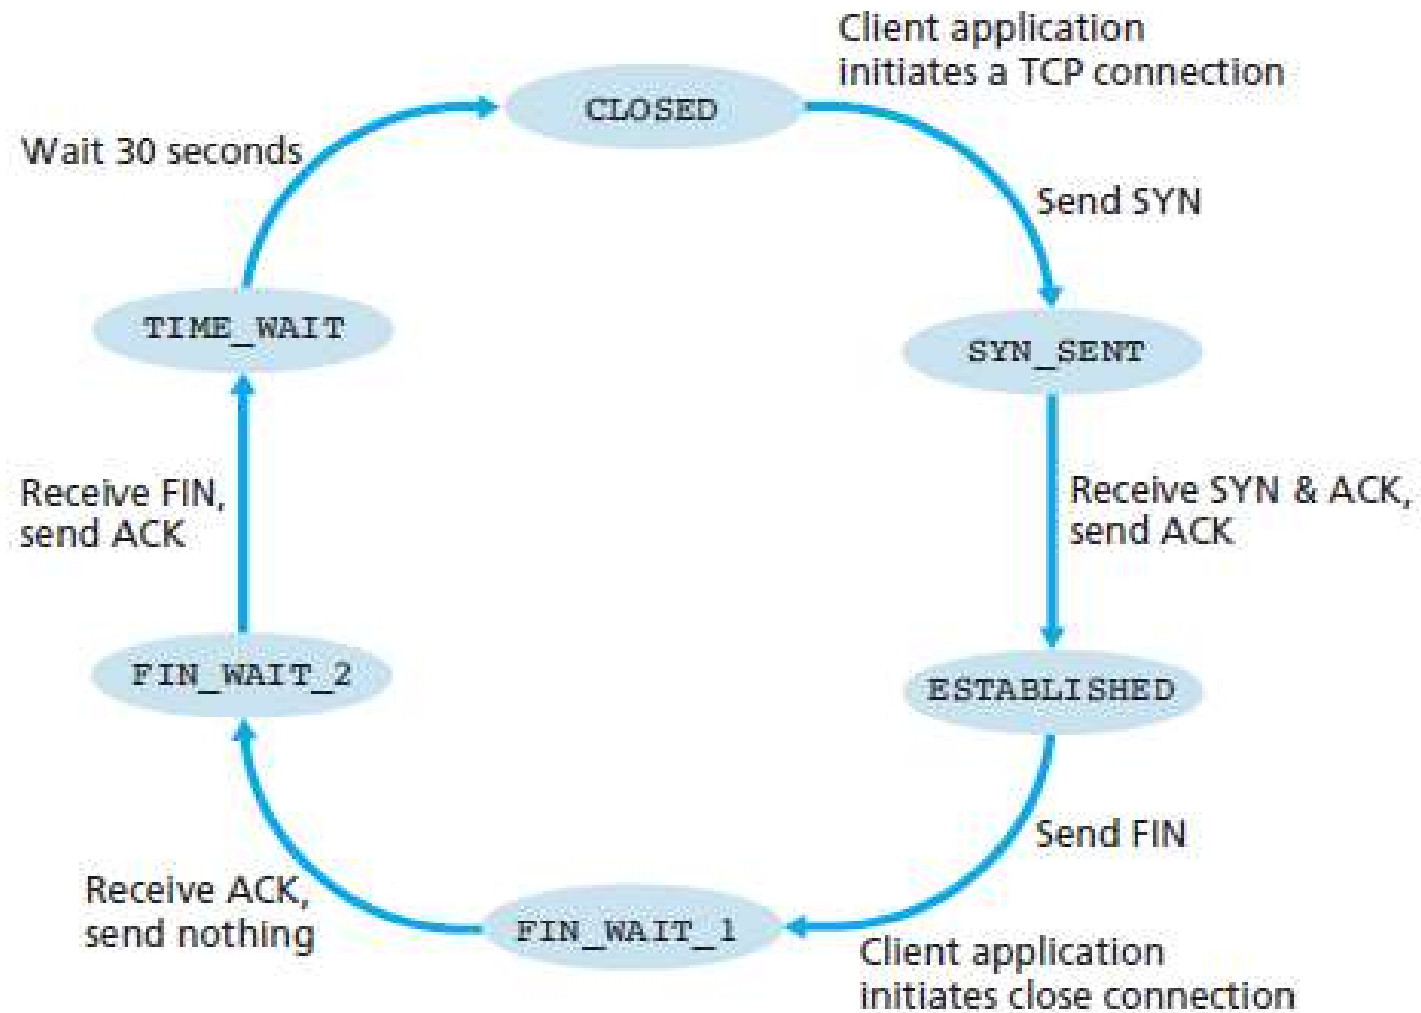 Client application
initiates a TCP connection
CLOSED
Wait 30 seconds
Send SYN
TIME_WAIT
SYN_SENT
Receive FIN,
send ACK
Receive SYN & ACK,
send ACK
FIN_WAIT_2
ESTABLISHED
Send FIN
Receive ACK,
send nothing
FIN_WAIT_1
Client application
initiates close connection